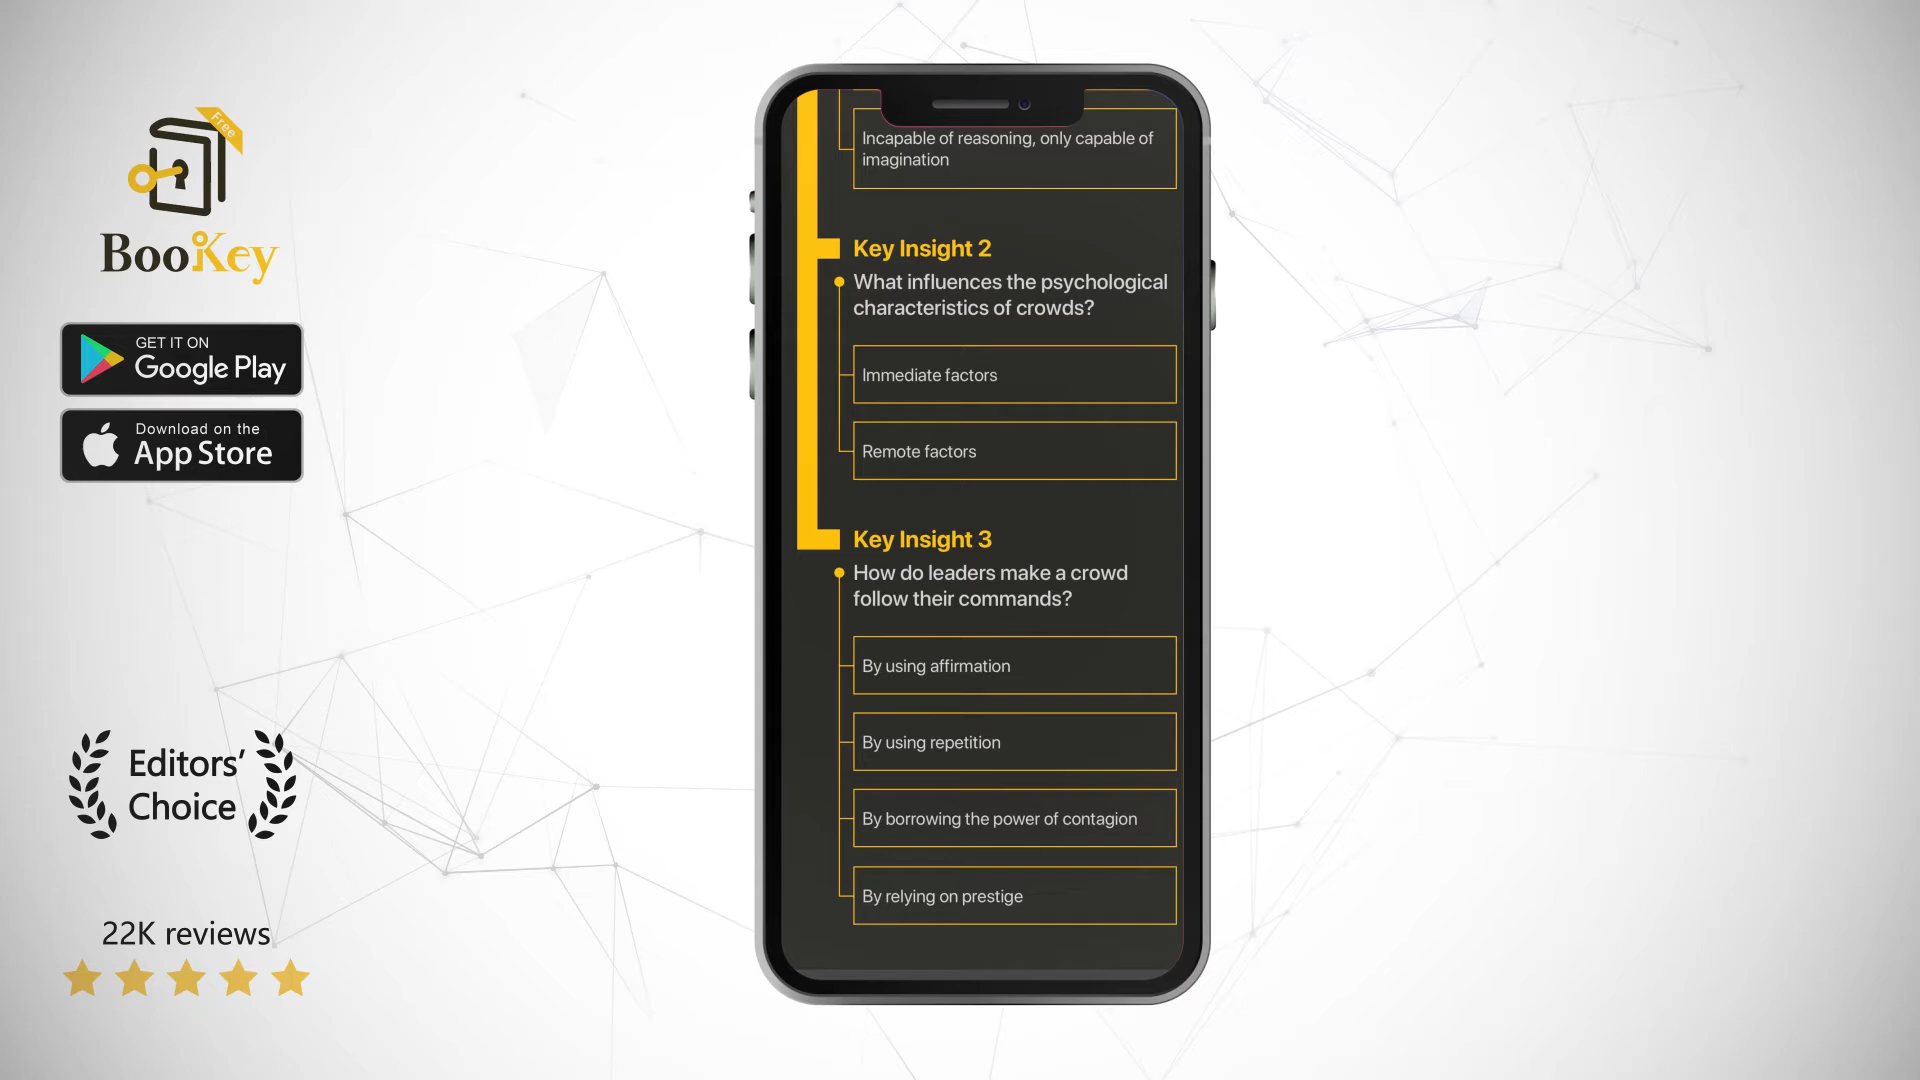 Free
BooKey
GET IT ON
Google Play
Download on the
App Store
Editors’
Choice
22K reviews
Incapable of reasoning, only capable of
imagination
Key Insight 2
What influences the psychological
characteristics of crowds?
Immediate factors
Remote factors
Key Insight 3
How do leaders make a crowd
follow their commands?
By using affirmation
By using repetition
By borrowing the power of contagion
By relying on prestige